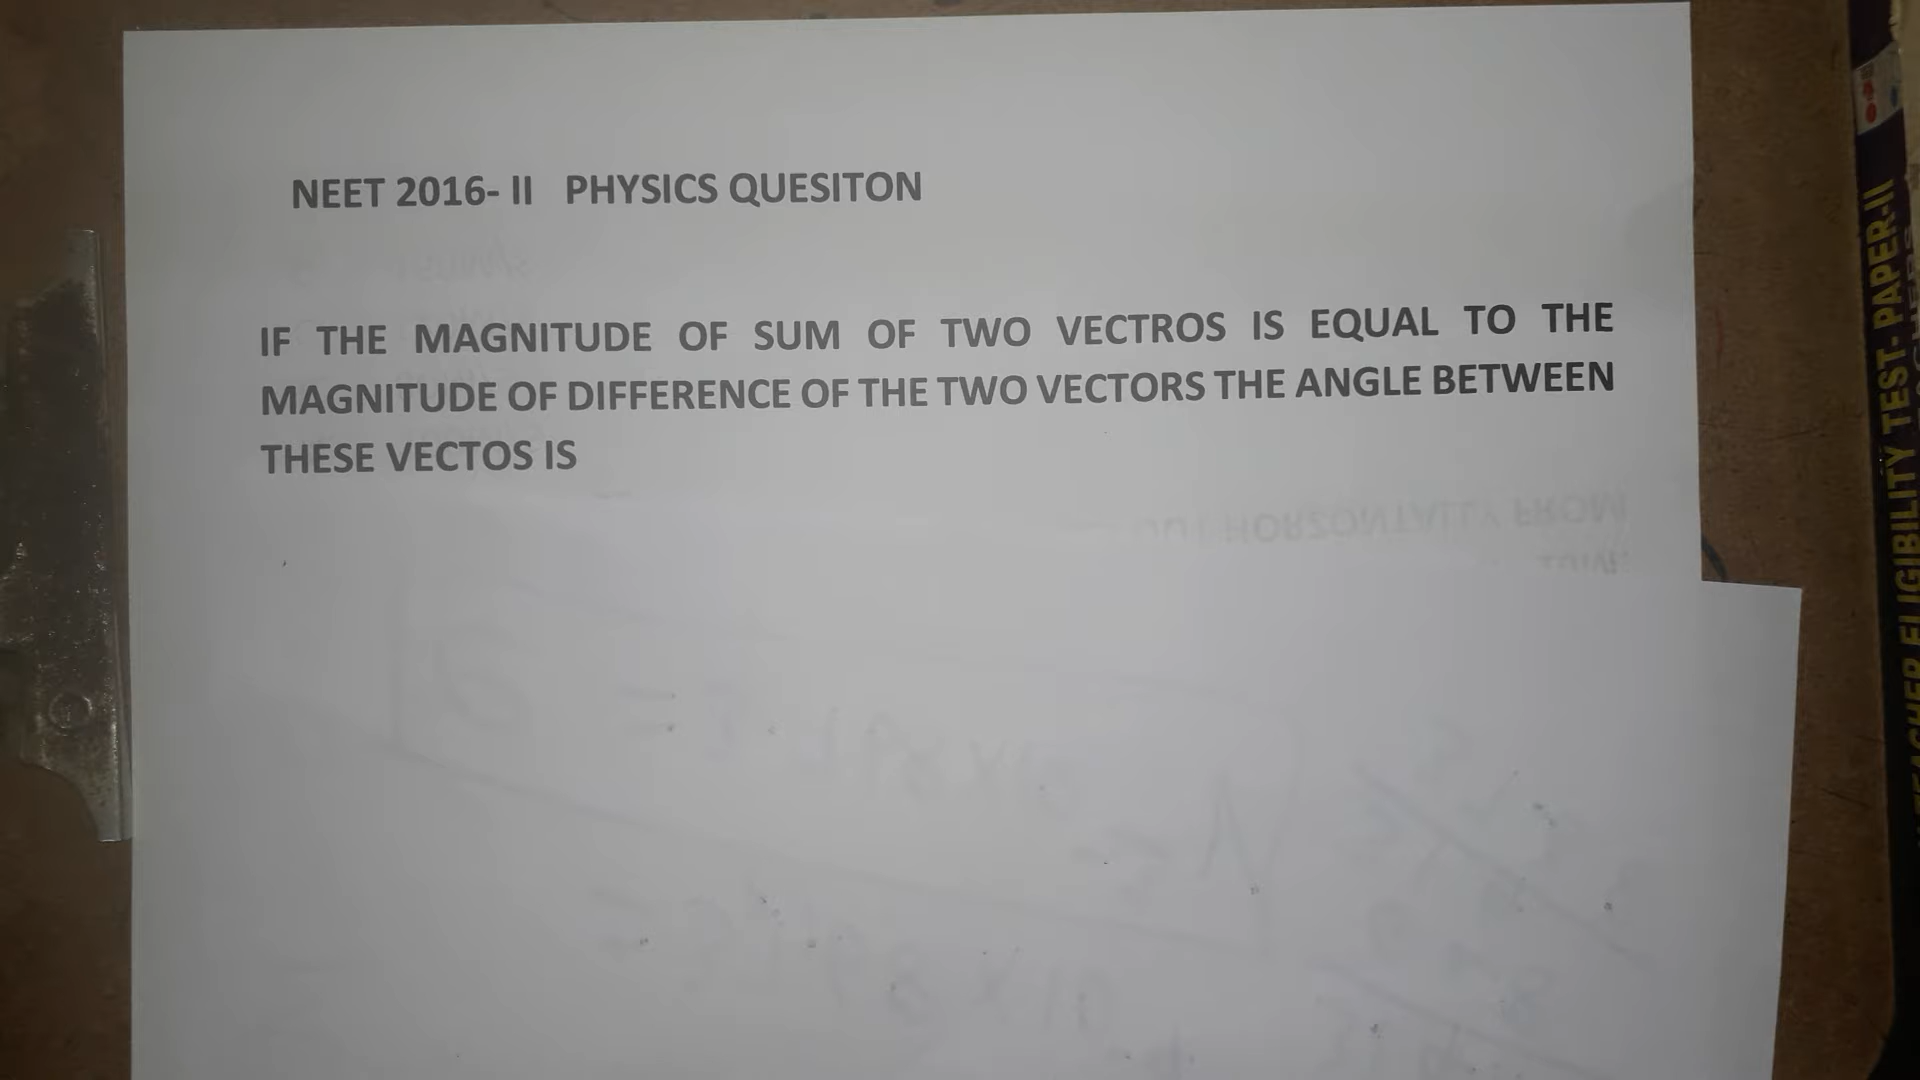 NEET 2016- II PHYSICS QUESITON
IF THE MAGNITUDE OF SUM OF TWO VECTROS IS EQUAL TO THE
MAGNITUDE OF DIFFERENCE OF THE TWO VECTORS THE ANGLE BETWEEN
THESE VECTOS IS
TEACHER ELIGIBILITY TEST- PAPER-II